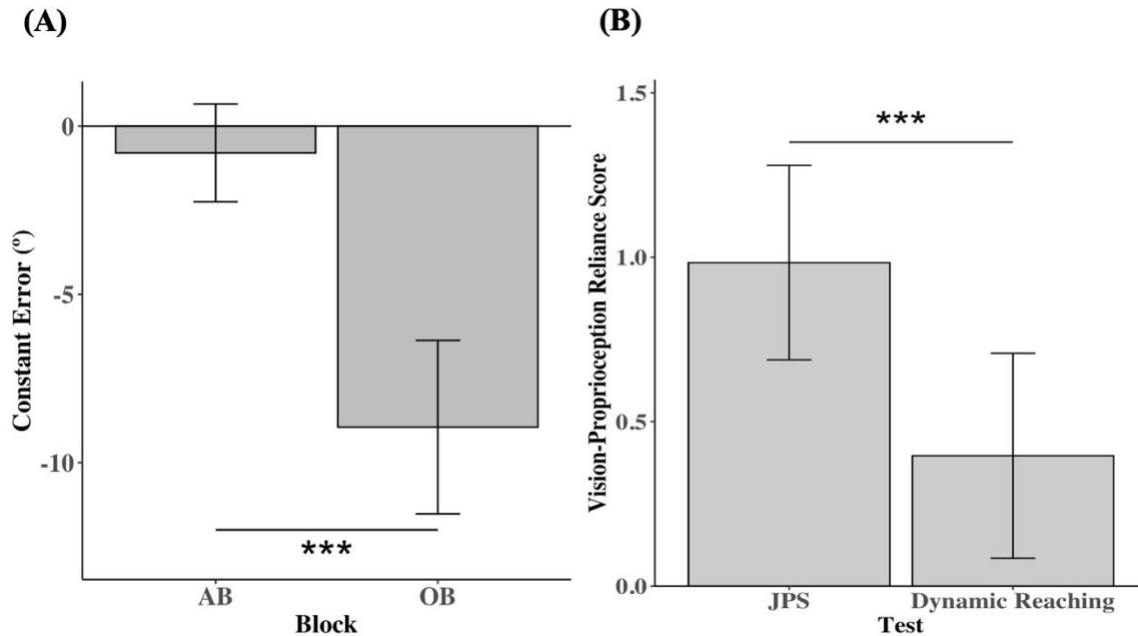 (A)
Constant Error (º)
0
-5
-10
***
AB OB
Block
(B)
Vision-Proprioception Reliance Score
1.5
1.0
0.5
0.0
***
JPS Dynamic Reaching
Test